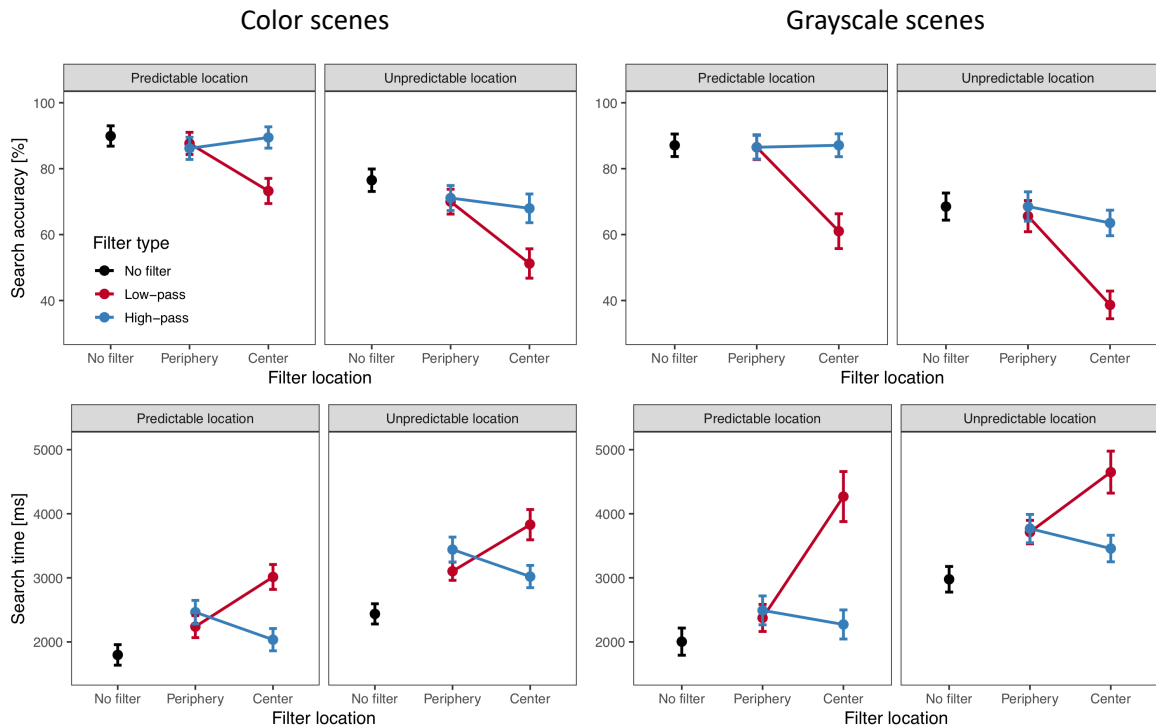 Color scenes
Grayscale scenes
Predictable location
Unpredictable location
Predictable location
Unpredictable location
Search accuracy [%]
100
80
60
40
Filter type
No filter
Low−pass
High−pass
No filter
Periphery
Center
No filter
Periphery
Center
Filter location
No filter
Periphery
Center
No filter
Periphery
Center
Filter location
100
80
60
40
Predictable location
Unpredictable location
Predictable location
Unpredictable location
Search time [ms]
5000
4000
3000
2000
No filter
Periphery
Center
No filter
Periphery
Center
Filter location
5000
4000
3000
2000
No filter
Periphery
Center
No filter
Periphery
Center
Filter location